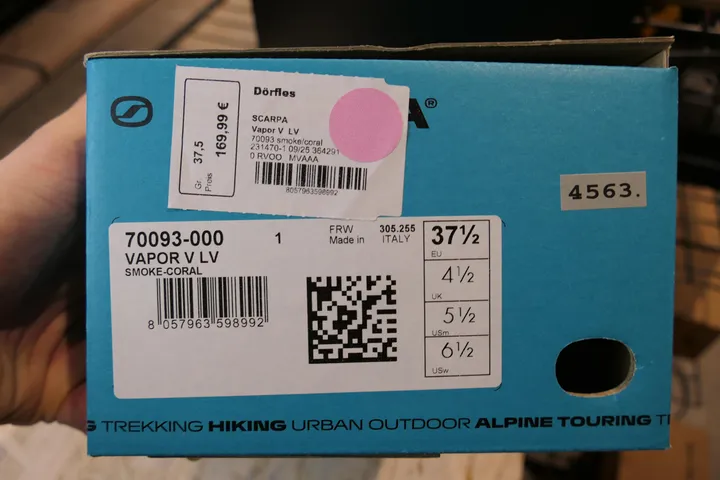 Dörfles
A®
SCARPA
Vapor V LV
70093 smoke/coral
231470-1 09/25 364291
0 RVOO MVAAA
8057963598992
Gr. 37,5
Preis 169,99 €
4563.
70093-000 1 FRW 305.255
VAPOR V LV Made in ITALY
SMOKE-CORAL
8 057963 598992
37½
EU
4½
UK
5½
USm
6½
USw
G TREKKING HIKING URBAN OUTDOOR ALPINE TOURING